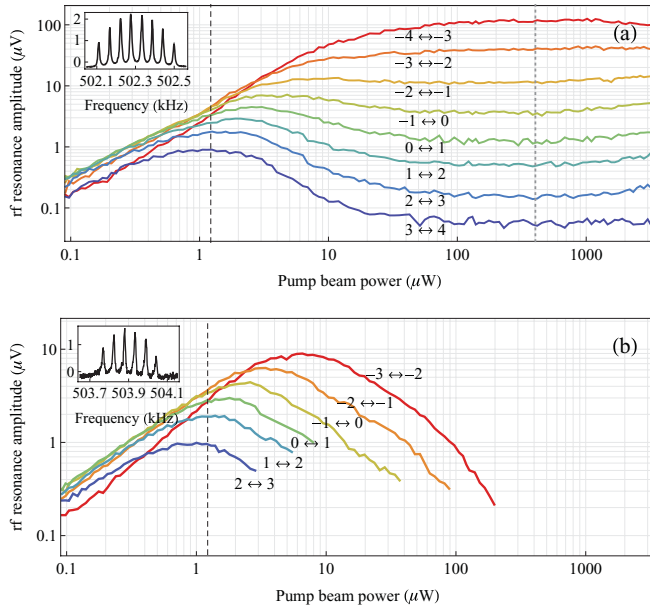 (a)
rf resonance amplitude (μV)
100
10
1
0.1
2
1
0
502.1 502.3 502.5
Frequency (kHz)
−4 ↔ −3
−3 ↔ −2
−2 ↔ −1
−1 ↔ 0
0 ↔ 1
1 ↔ 2
2 ↔ 3
3 ↔ 4
0.1 1 10 100 1000
Pump beam power (μW)
(b)
rf resonance amplitude (μV)
10
1
0.1
1
0
503.7 503.9 504.1
Frequency (kHz)
−3 ↔ −2
−2 ↔ −1
−1 ↔ 0
0 ↔ 1
1 ↔ 2
2 ↔ 3
0.1 1 10 100 1000
Pump beam power (μW)